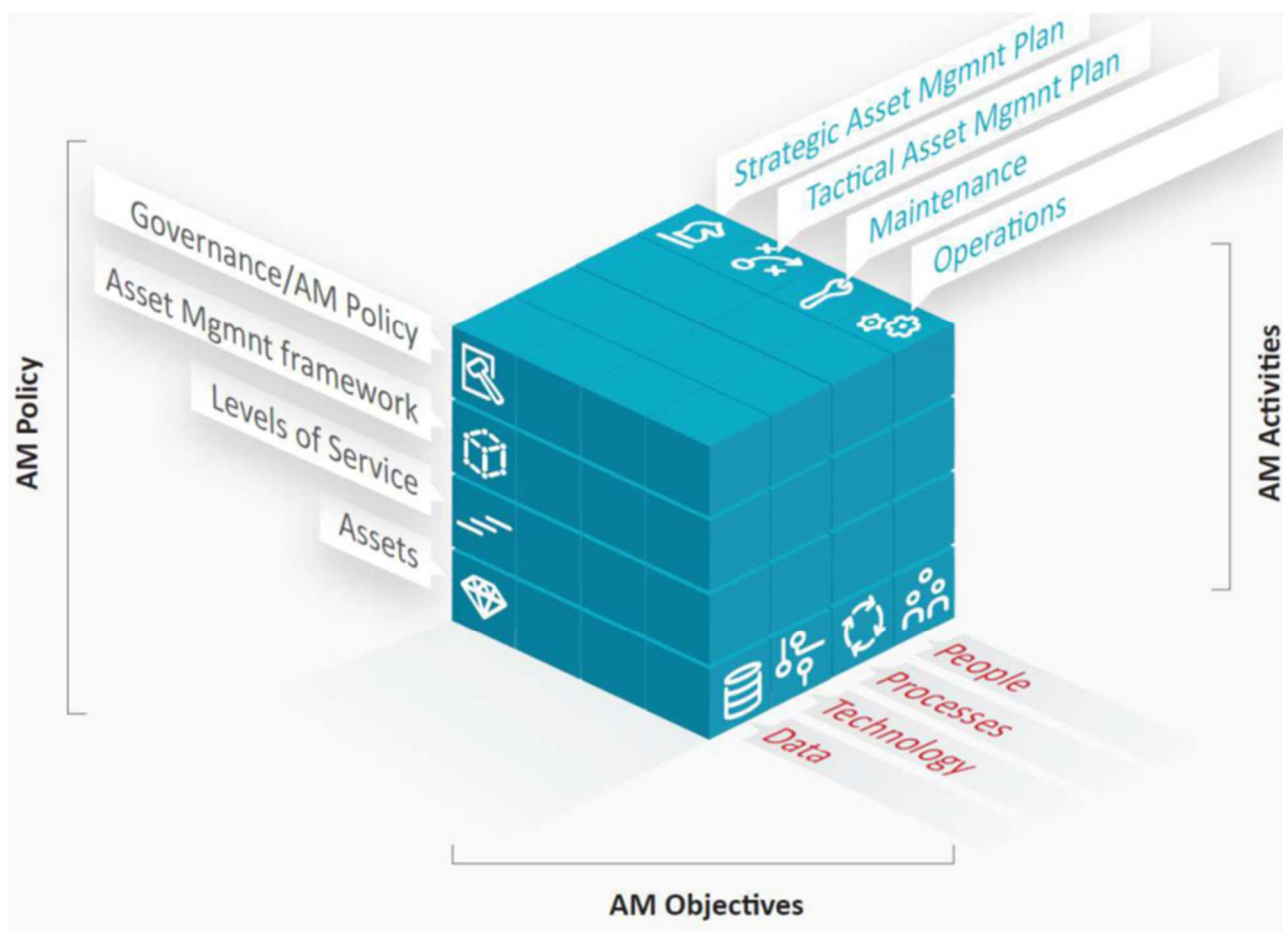 Strategic Asset Mgmnt Plan
Tactical Asset Mgmnt Plan
Maintenance
Operations
Governance/AM Policy
Asset Mgmnt framework
Levels of Service
Assets
AM Policy
AM Activities
People
Processes
Technology
Data
AM Objectives